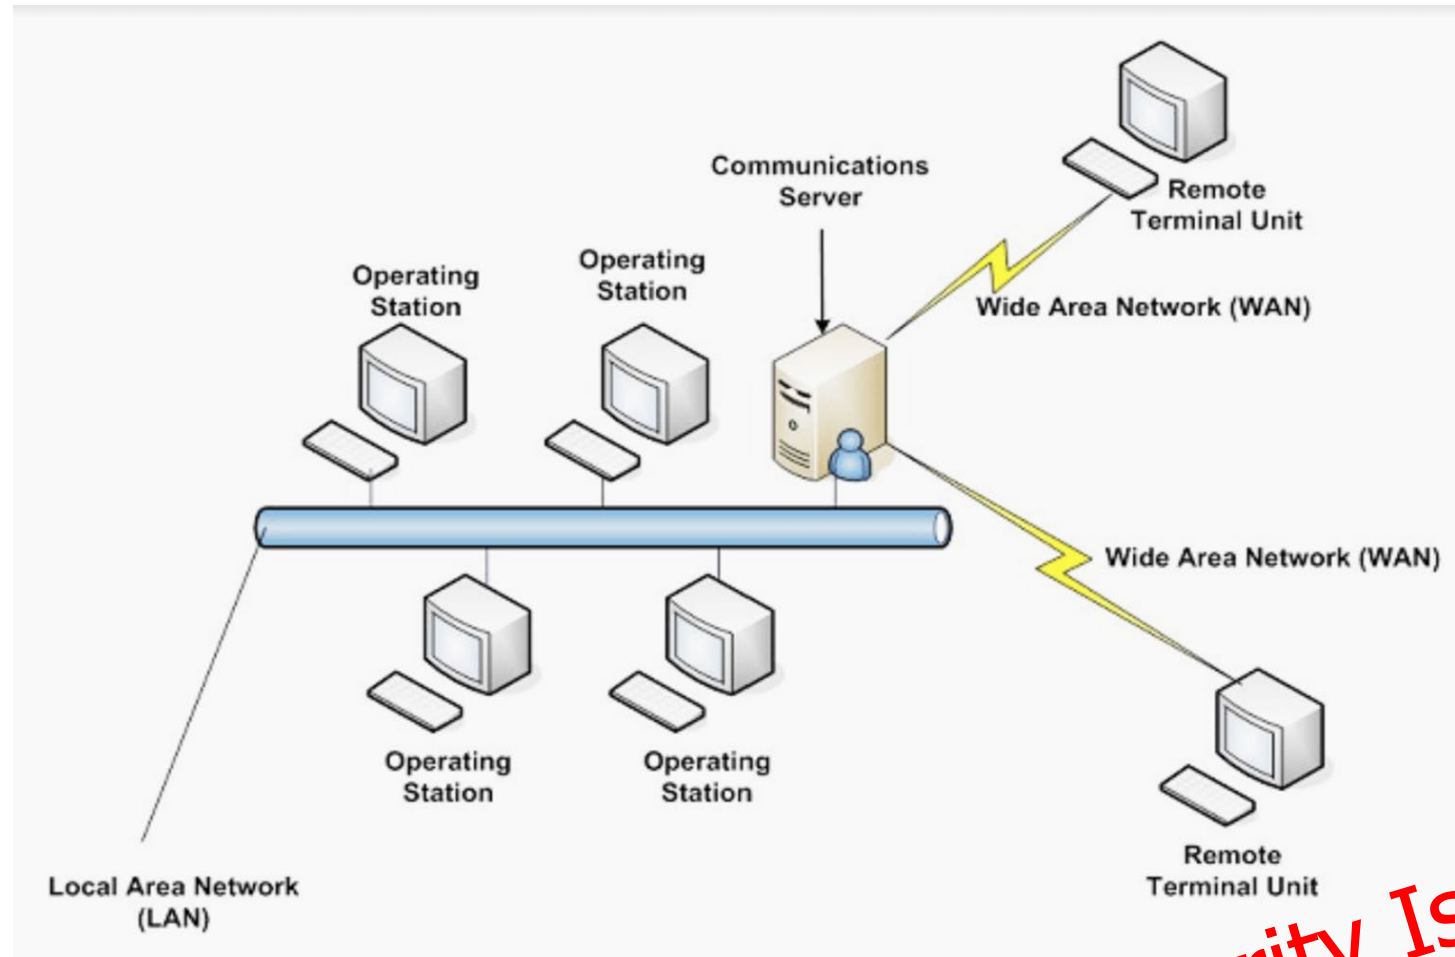 Communications
Server
Remote
Terminal Unit
Operating
Station
Operating
Station
Wide Area Network (WAN)
Wide Area Network (WAN)
Operating
Station
Operating
Station
Remote
Terminal Unit
Local Area Network
(LAN)